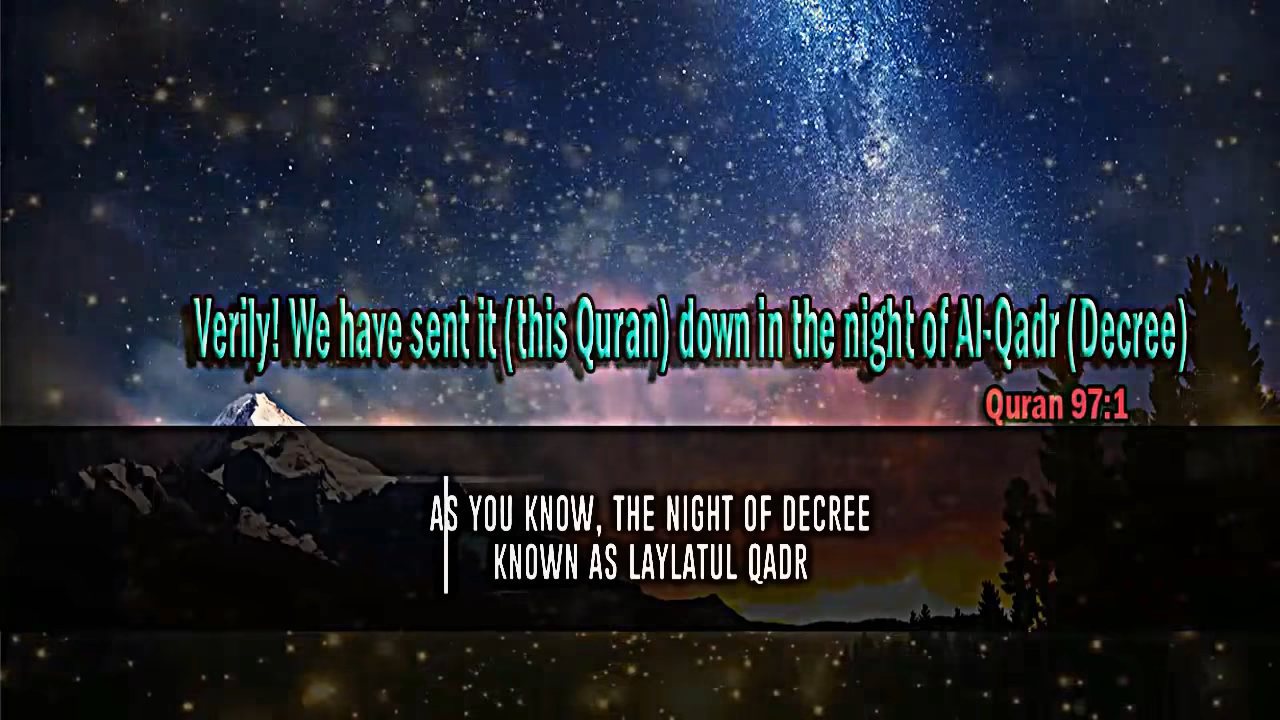 Verily! We have sent it (this Quran) down in the night of Al-Qadr (Decree)
Quran 97:1
AS YOU KNOW, THE NIGHT OF DECREE
KNOWN AS LAYLATUL QADR